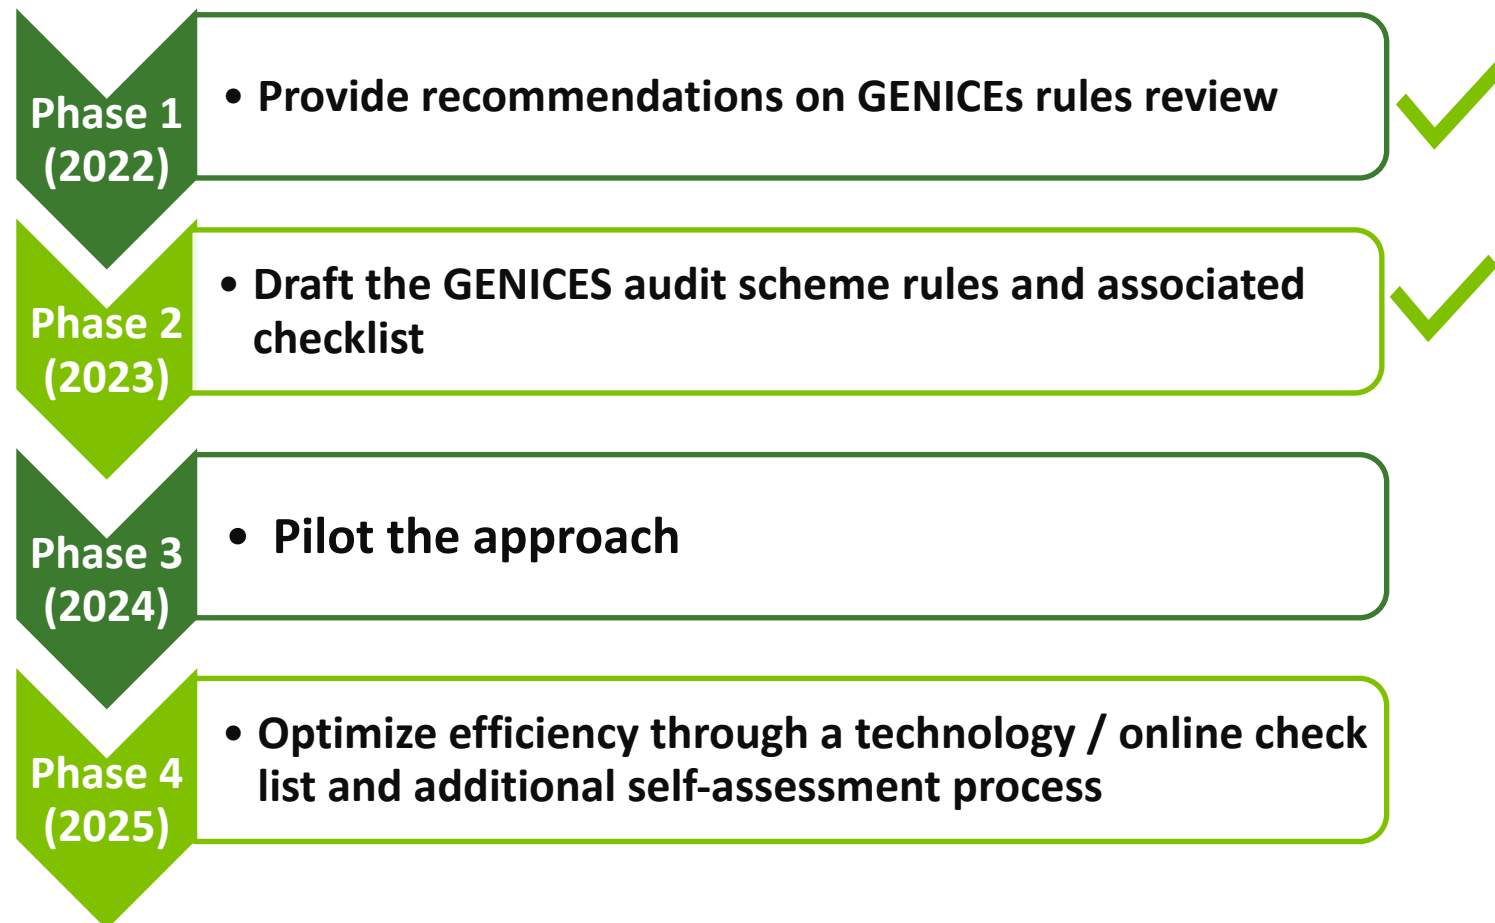 Phase 1
(2022)
• Provide recommendations on GENICEs rules review
Phase 2
(2023)
• Draft the GENICES audit scheme rules and associated
checklist
Phase 3
(2024)
• Pilot the approach
Phase 4
(2025)
• Optimize efficiency through a technology / online check
list and additional self-assessment process